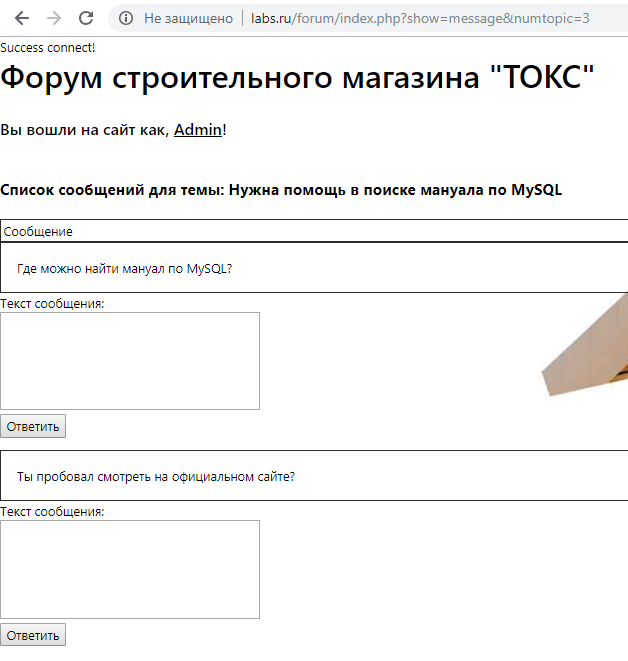 Не защищено labs.ru/forum/index.php?show=message&numtopic=3
Success connect!
Форум строительного магазина "ТОКС"
Вы вошли на сайт как, Admin!
Список сообщений для темы: Нужна помощь в поиске мануала по MySQL
Сообщение
Где можно найти мануал по MySQL?
Текст сообщения:
Ответить
Ты пробовал смотреть на официальном сайте?
Текст сообщения:
Ответить